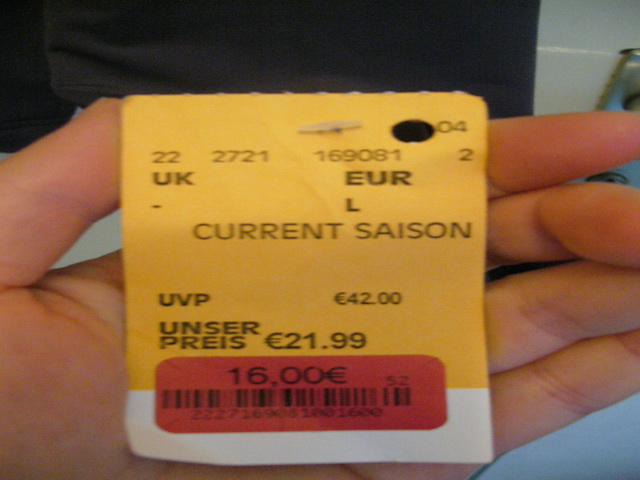 04
22 2721 169081 2
UK EUR
- L
CURRENT SAISON
UVP €42.00
UNSER
PREIS €21.99
16,00€ 52
2227169081001600